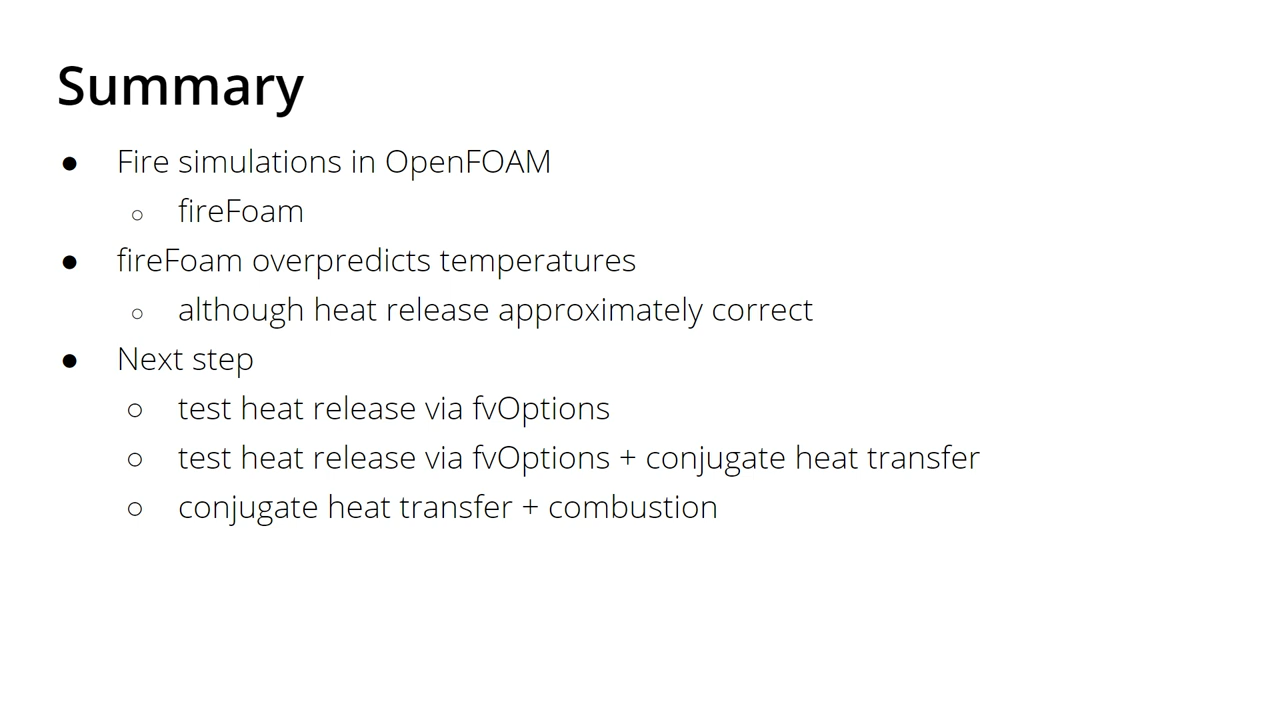 Summary
● Fire simulations in OpenFOAM
○ fireFoam
● fireFoam overpredicts temperatures
○ although heat release approximately correct
● Next step
○ test heat release via fvOptions
○ test heat release via fvOptions + conjugate heat transfer
○ conjugate heat transfer + combustion